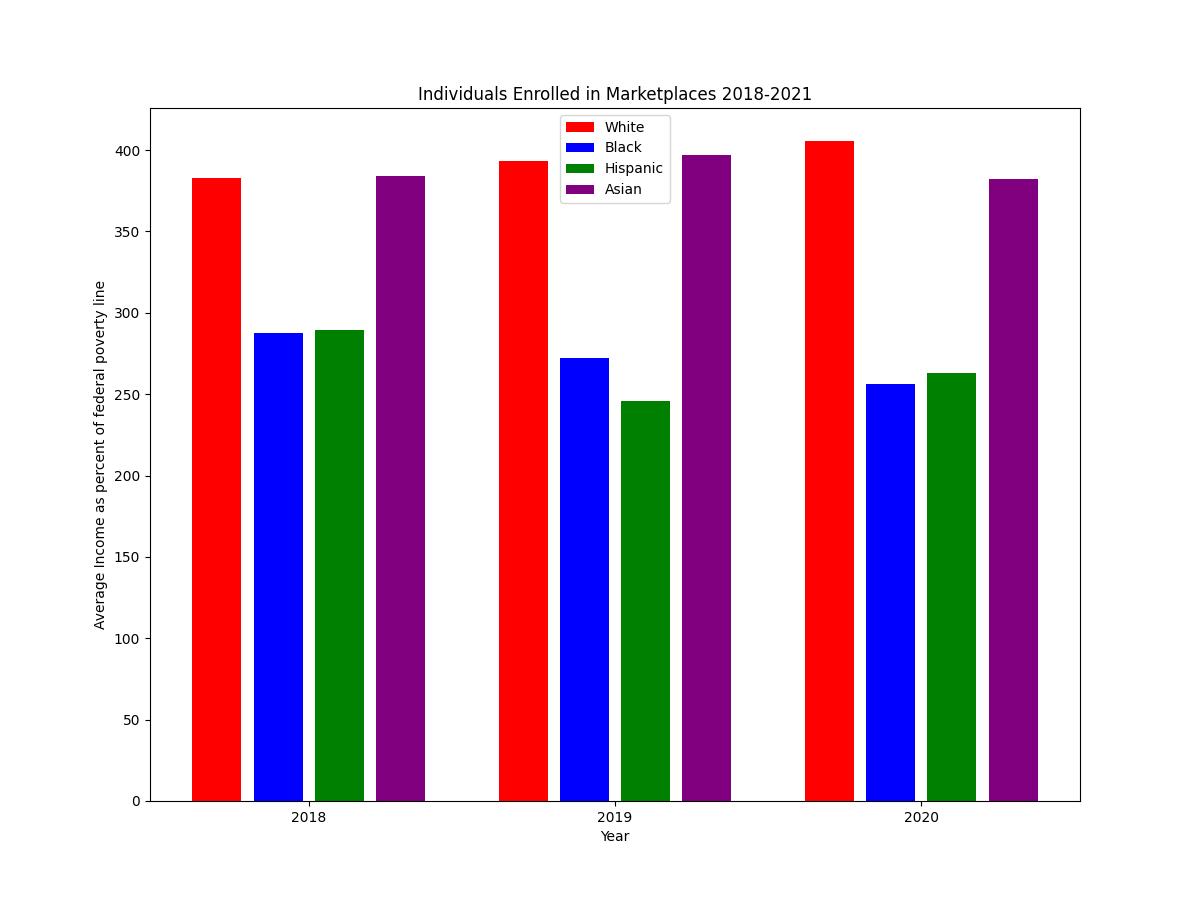 Individuals Enrolled in Marketplaces 2018-2021
White
Black
Hispanic
Asian
Average Income as percent of federal poverty line
400
350
300
250
200
150
100
50
0
2018
2019
2020
Year